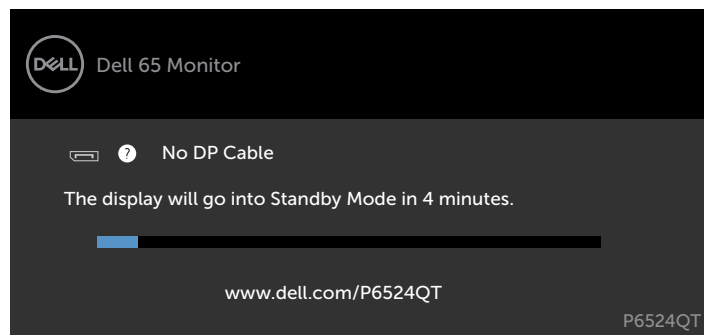 DELL Dell 65 Monitor
? No DP Cable
The display will go into Standby Mode in 4 minutes.
www.dell.com/P6524QT
P6524QT